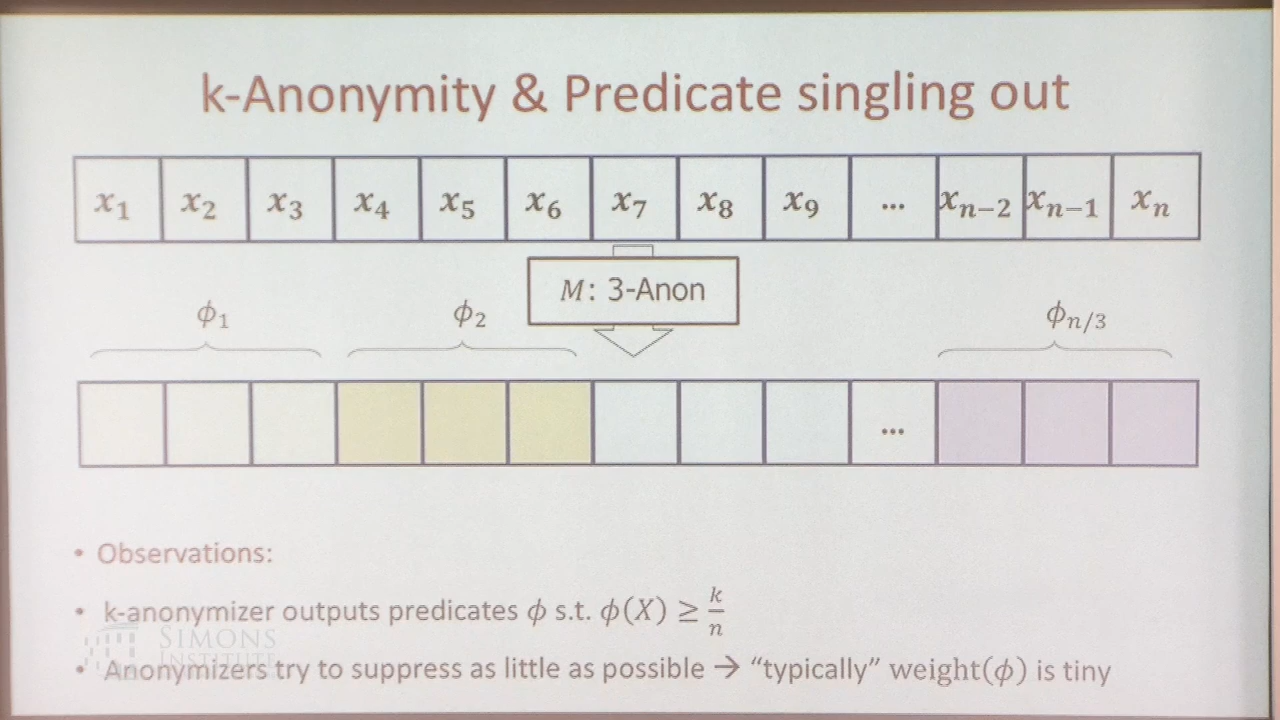 k-Anonymity & Predicate singling out
x₁ x₂ x₃ x₄ x₅ x₆ x₇ x₈ x₉ ... xₙ₋₂ xₙ₋₁ xₙ
M: 3-Anon
ϕ₁ ϕ₂ ϕ_{n/3}
...
• Observations:
• k-anonymizer outputs predicates ϕ s.t. ϕ(X) ≥ k/n
SIMONS
INSTITUTE
• Anonymizers try to suppress as little as possible → “typically” weight(ϕ) is tiny